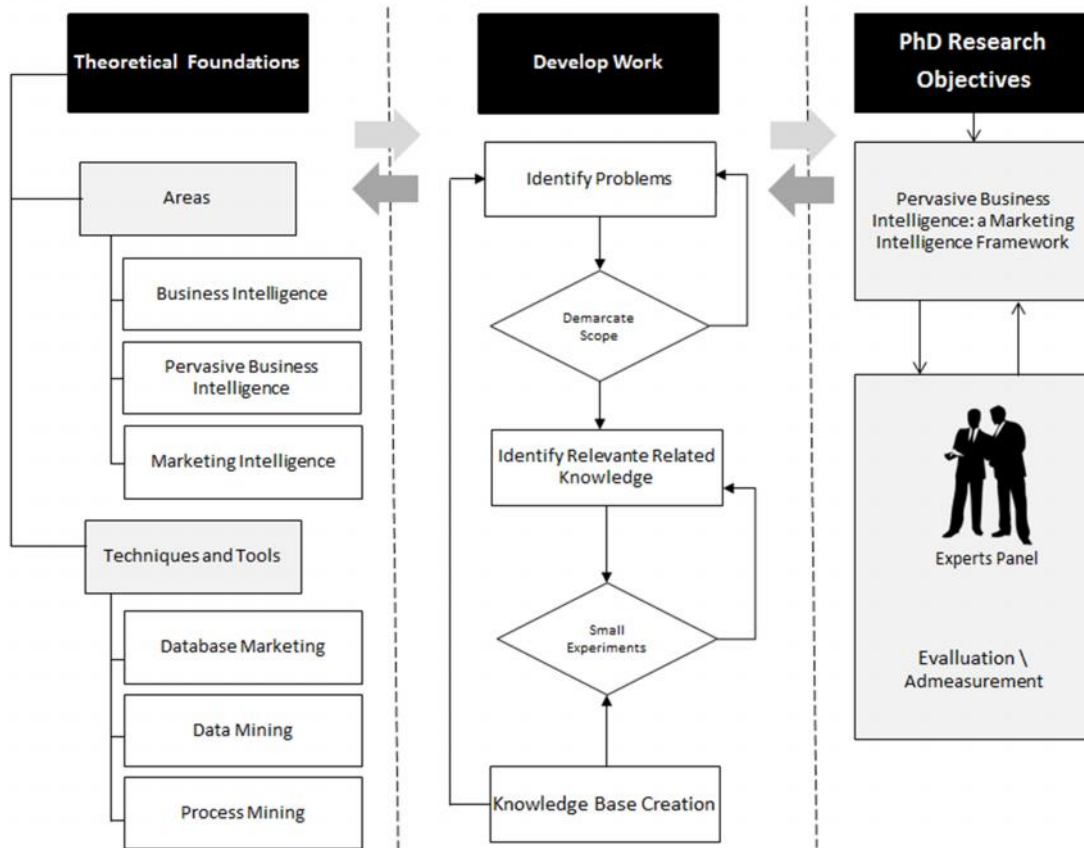 Theoretical Foundations
Areas
Business Intelligence
Pervasive Business
Intelligence
Marketing Intelligence
Techniques and Tools
Database Marketing
Data Mining
Process Mining
Develop Work
Identify Problems
Demarcate
Scope
Identify Relevante Related
Knowledge
Small
Experiments
Knowledge Base Creation
PhD Research
Objectives
Pervasive Business
Intelligence: a Marketing
Intelligence Framework
Experts Panel
Evalluation \
Admeasurement